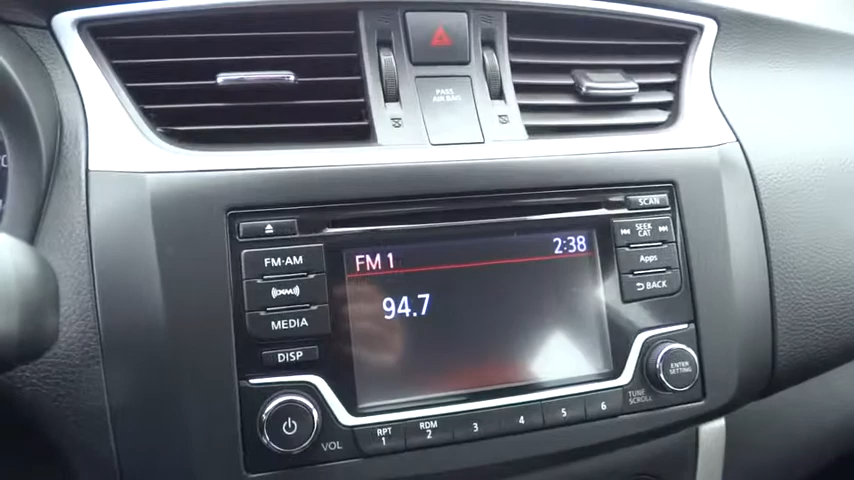 PASS
AIR BAG
SCAN
FM·AM
SEEK
CAT
FM 1
2:38
(((XM)))
Apps
94.7
BACK
MEDIA
DISP
ENTER
SETTING
TUNE
SCROLL
VOL
RPT
1
RDM
2
3
4
5
6